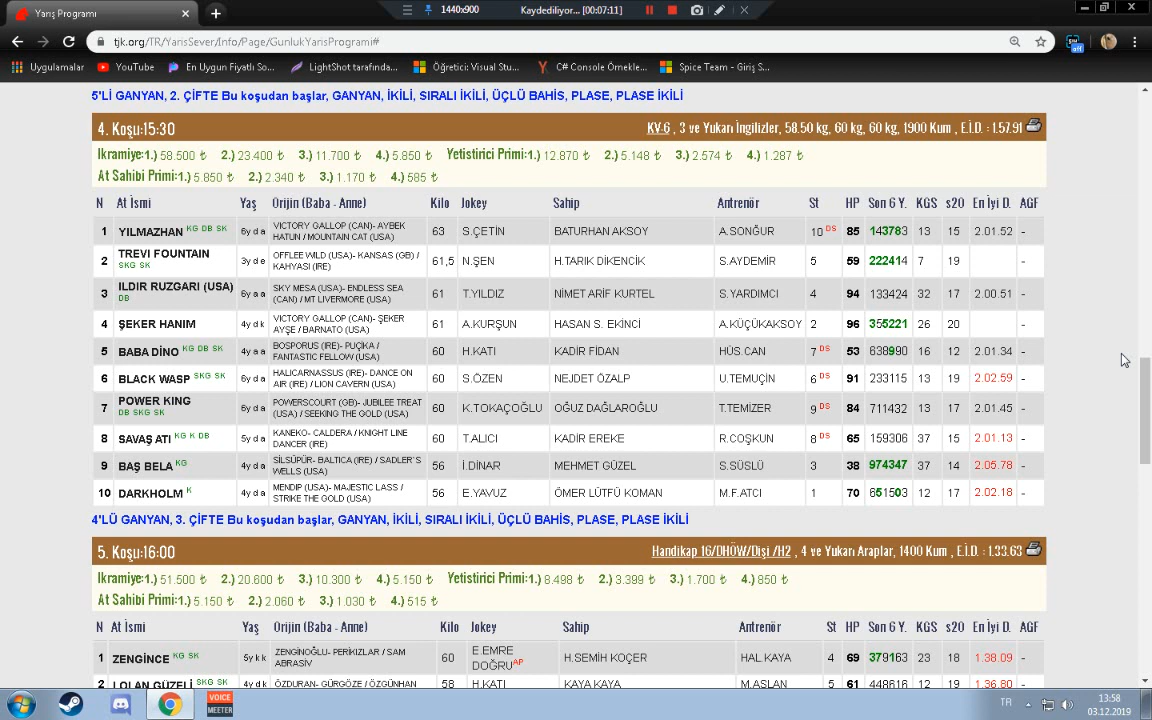 Yarış Programı
1440x900
Kaydediliyor... [00:07:11]
tjk.org/TR/YarisSever/Info/Page/GunlukYarisProgrami#
Uygulamalar YouTube En Uygun Fiyatlı So... LightShot tarafında... Öğretici: Visual Stu... C# Console Örnekle... Spice Team - Giriş S...
5'Lİ GANYAN, 2. ÇİFTE Bu koşudan başlar, GANYAN, İKİLİ, SIRALI İKİLİ, ÜÇLÜ BAHİS, PLASE, PLASE İKİLİ
4. Koşu:15:30 KV-6 , 3 ve Yukarı İngilizler, 58.50 kg, 60 kg, 60 kg, 1900 Kum , E.İ.D. : 1.57.91
Ikramiye:1.) 58.500 ₺ 2.) 23.400 ₺ 3.) 11.700 ₺ 4.) 5.850 ₺ Yetistirici Primi:1.) 12.870 ₺ 2.) 5.148 ₺ 3.) 2.574 ₺ 4.) 1.287 ₺
At Sahibi Primi:1.) 5.850 ₺ 2.) 2.340 ₺ 3.) 1.170 ₺ 4.) 585 ₺
N At İsmi Yaş Orijin (Baba - Anne) Kilo Jokey Sahip Antrenör St HP Son 6 Y. KGS s20 En İyi D. AGF
1 YILMAZHAN KG DB SK 6y d a VICTORY GALLOP (CAN)- AYBEK HATUN / MOUNTAIN CAT (USA) 63 S.ÇETİN BATURHAN AKSOY A.SONĞUR 10 DS 85 143783 13 15 2.01.52 -
2 TREVI FOUNTAIN SKG SK 3y d e OFFLEE WILD (USA)- KANSAS (GB) / KAHYASI (IRE) 61,5 N.ŞEN H.TARIK DİKENCİK S.AYDEMİR 5 59 222414 7 19 -
3 ILDIR RUZGARI (USA) DB 6y a a SKY MESA (USA)- ENDLESS SEA (CAN) / MT LIVERMORE (USA) 61 T.YILDIZ NİMET ARİF KURTEL S.YARDIMCI 4 94 133424 32 17 2.00.51 -
4 ŞEKER HANIM 4y d k VICTORY GALLOP (CAN)- ŞEKER AYŞE / BARNATO (USA) 61 A.KURŞUN HASAN S. EKİNCİ A.KÜÇÜKAKSOY 2 96 355221 26 20 -
5 BABA DİNO KG DB SK 4y a a BOSPORUS (IRE)- PUÇİKA / FANTASTIC FELLOW (USA) 60 H.KATI KADİR FİDAN HÜS.CAN 7 DS 53 638990 16 12 2.01.34 -
6 BLACK WASP SKG SK 6y d a HALICARNASSUS (IRE)- DANCE ON AIR (IRE) / LION CAVERN (USA) 60 S.ÖZEN NEJDET ÖZALP U.TEMUÇİN 6 DS 91 233115 13 19 2.02.59 -
7 POWER KING DB SKG SK 6y d a POWERSCOURT (GB)- JUBILEE TREAT (USA) / SEEKING THE GOLD (USA) 60 K.TOKAÇOĞLU OĞUZ DAĞLAROĞLU T.TEMİZER 9 DS 84 711432 13 17 2.01.45 -
8 SAVAŞ ATI KG K DB 5y d a KANEKO- CALDERA / KNIGHT LINE DANCER (IRE) 60 T.ALICI KADİR EREKE R.COŞKUN 8 DS 65 159306 37 15 2.01.13 -
9 BAŞ BELA KG 4y d a SİLSÜPÜR- BALTICA (IRE) / SADLER'S WELLS (USA) 56 İ.DİNAR MEHMET GÜZEL S.SÜSLÜ 3 38 974347 37 14 2.05.78 -
10 DARKHOLM K 4y d a MENDIP (USA)- MAJESTIC LASS / STRIKE THE GOLD (USA) 56 E.YAVUZ ÖMER LÜTFÜ KOMAN M.F.ATCI 1 70 651503 12 17 2.02.18 -
4'LÜ GANYAN, 3. ÇİFTE Bu koşudan başlar, GANYAN, İKİLİ, SIRALI İKİLİ, ÜÇLÜ BAHİS, PLASE, PLASE İKİLİ
5. Koşu:16:00 Handikap 16/DHÖW/Dişi /H2 , 4 ve Yukarı Araplar, 1400 Kum , E.İ.D. : 1.33.63
Ikramiye:1.) 51.500 ₺ 2.) 20.600 ₺ 3.) 10.300 ₺ 4.) 5.150 ₺ Yetistirici Primi:1.) 8.498 ₺ 2.) 3.399 ₺ 3.) 1.700 ₺ 4.) 850 ₺
At Sahibi Primi:1.) 5.150 ₺ 2.) 2.060 ₺ 3.) 1.030 ₺ 4.) 515 ₺
N At İsmi Yaş Orijin (Baba - Anne) Kilo Jokey Sahip Antrenör St HP Son 6 Y. KGS s20 En İyi D. AGF
1 ZENGİNCE KG SK 5y k k ZENGİNOĞLU- PERİKIZLAR / SAM ABRASİV 60 E.EMRE DOĞRU AP H.SEMİH KOÇER HAL.KAYA 4 69 379163 23 18 1.38.09 -
2 LOLAN GÜZELİ SKG SK 4y d k ÖZDURAN- GÜRGÖZE / ÖZGÜNHAN 58 H.KATI KAYA KAYA M.ASLAN 5 61 448616 12 19 1.36.80 -
VOICE MEETER
TR 13:58
03.12.2019